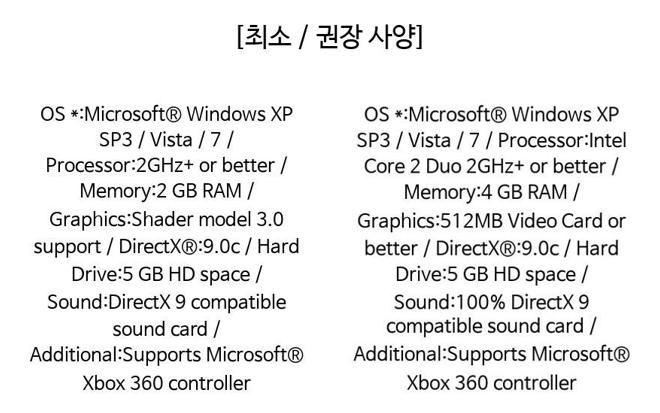 [최소 / 권장 사양]
OS *:Microsoft® Windows XP
SP3 / Vista / 7 /
Processor:2GHz+ or better /
Memory:2 GB RAM /
Graphics:Shader model 3.0
support / DirectX®:9.0c / Hard
Drive:5 GB HD space /
Sound:DirectX 9 compatible
sound card /
Additional:Supports Microsoft®
Xbox 360 controller
OS *:Microsoft® Windows XP
SP3 / Vista / 7 / Processor:Intel
Core 2 Duo 2GHz+ or better /
Memory:4 GB RAM /
Graphics:512MB Video Card or
better / DirectX®:9.0c / Hard
Drive:5 GB HD space /
Sound:100% DirectX 9
compatible sound card /
Additional:Supports Microsoft®
Xbox 360 controller